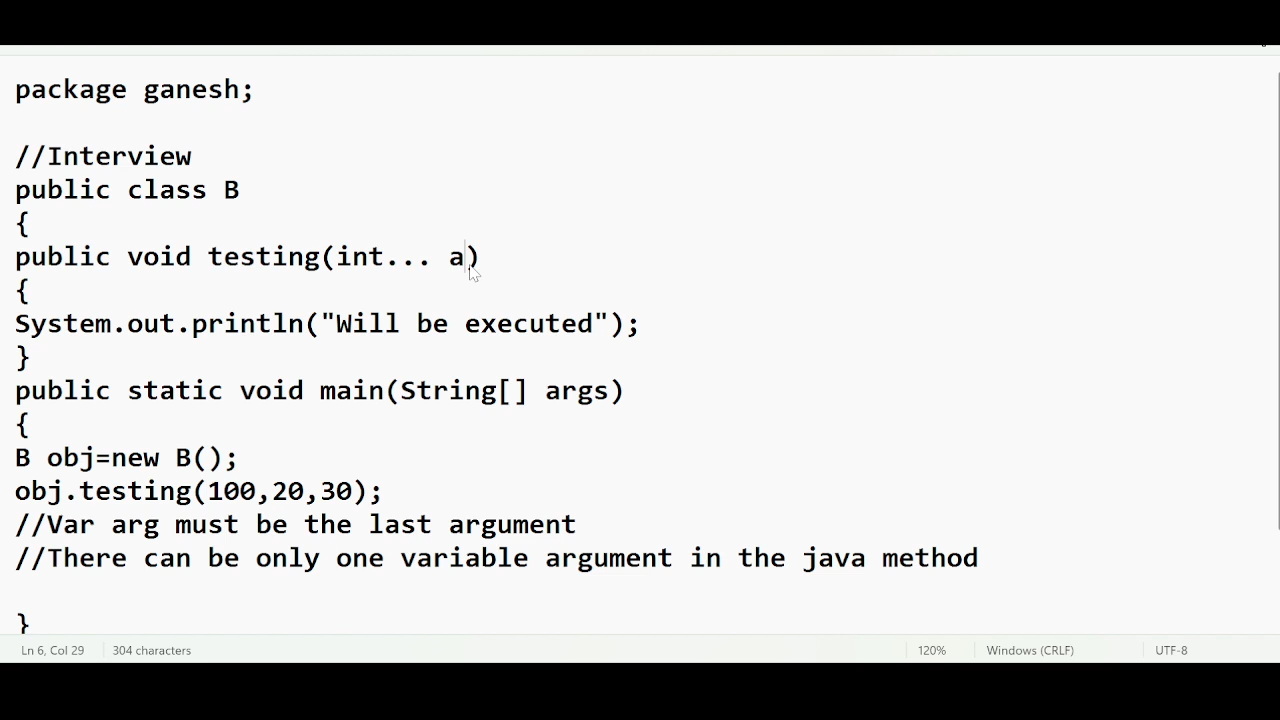 package ganesh;
//Interview
public class B
{
public void testing(int... a)
{
System.out.println("Will be executed");
}
public static void main(String[] args)
{
B obj=new B();
obj.testing(100,20,30);
//Var arg must be the last argument
//There can be only one variable argument in the java method
}
Ln 6, Col 29 304 characters 120% Windows (CRLF) UTF-8